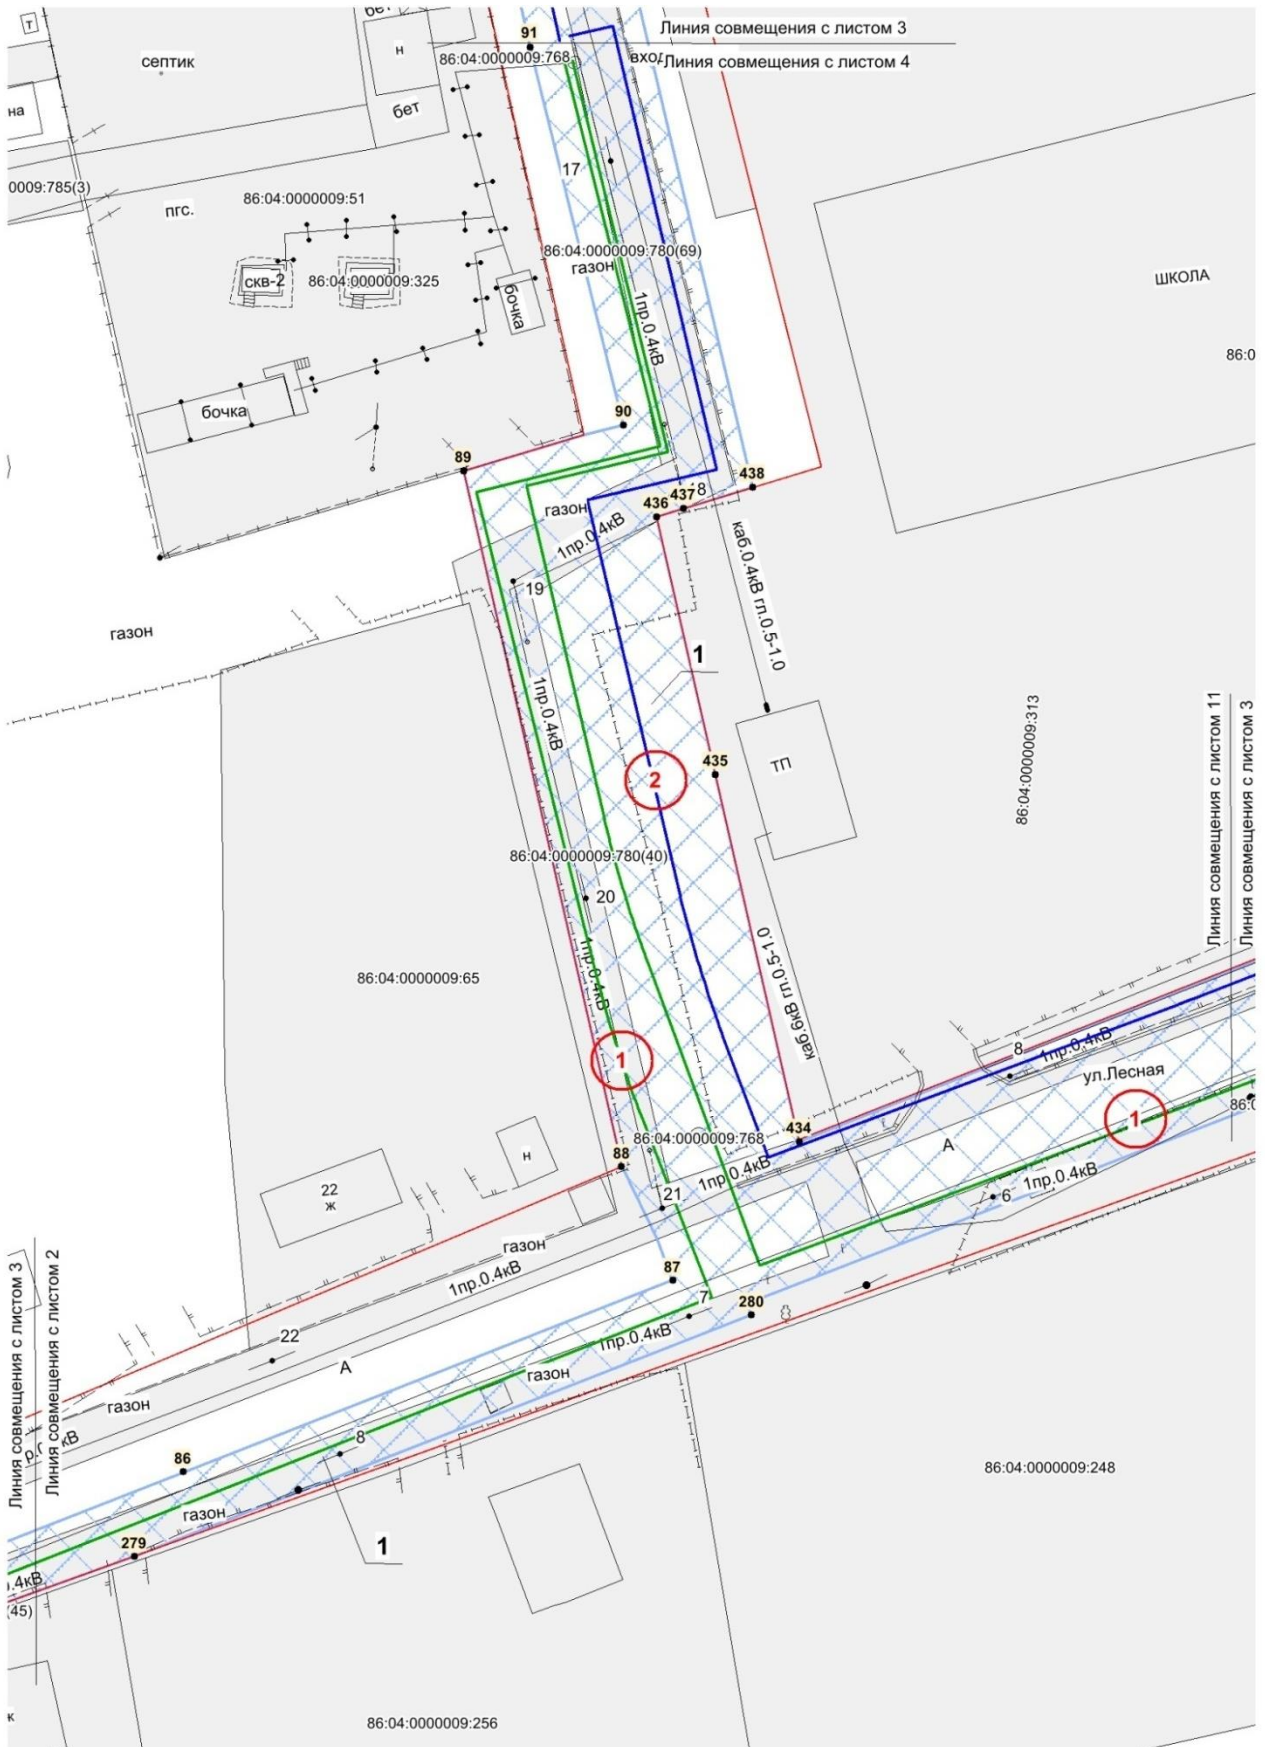 Т
бет
н
91
Линия совмещения с листом 3
86:04:0000009:768
вход
Линия совмещения с листом 4
септик
на
бет
17
0009:785(3)
86:04:0000009:51
пгс.
86:04:0000009:780(69)
газон
ШКОЛА
скв-2
86:04:0000009:325
бочка
1пр.0.4кВ
86:0
бочка
90
89
438
437
436
газон
1пр.0.4кВ
каб.0.4кВ гл.0.5-1.0
19
газон
1
1пр.0.4кВ
86:04:0000009:313
Линия совмещения с листом 11
Линия совмещения с листом 3
435
ТП
2
86:04:0000009:780(40)
20
1пр.0.4кВ
каб.6кВ гл.0.5-1.0
86:04:0000009:65
8
1пр.0.4кВ
1
ул.Лесная
1
86:0
434
86:04:0000009:768
А
н
88
1пр.0.4кВ
1пр.0.4кВ
22
ж
21
6
газон
87
1пр.0.4кВ
7
280
Линия совмещения с листом 3
Линия совмещения с листом 2
22
1пр.0.4кВ
А
газон
газон
8
86
86:04:0000009:248
газон
279
1
.4кВ
(45)
ж
86:04:0000009:256